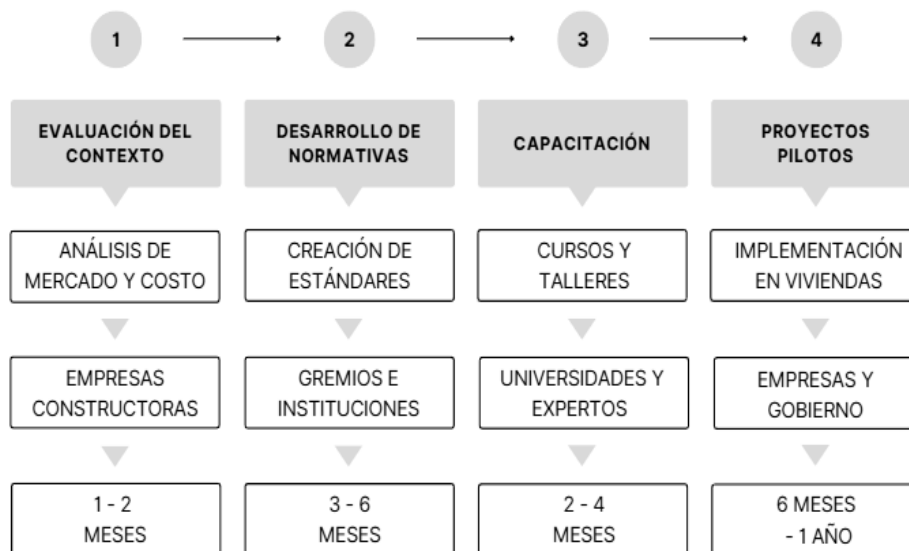 1
2
3
4
EVALUACIÓN DEL
CONTEXTO
DESARROLLO DE
NORMATIVAS
CAPACITACIÓN
PROYECTOS
PILOTOS
ANÁLISIS DE
MERCADO Y COSTO
CREACIÓN DE
ESTÁNDARES
CURSOS Y
TALLERES
IMPLEMENTACIÓN
EN VIVIENDAS
EMPRESAS
CONSTRUCTORAS
GREMIOS E
INSTITUCIONES
UNIVERSIDADES Y
EXPERTOS
EMPRESAS Y
GOBIERNO
1 - 2
MESES
3 - 6
MESES
2 - 4
MESES
6 MESES
- 1 AÑO